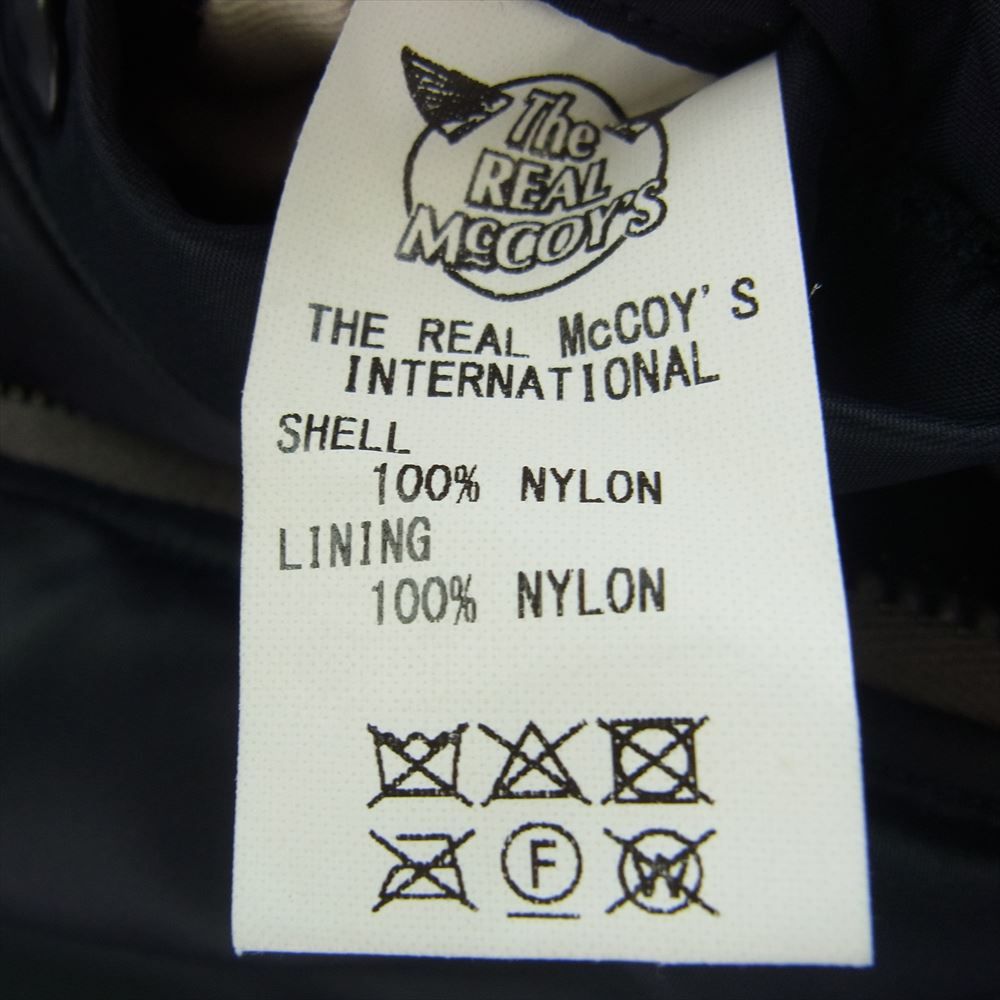 The
REAL
McCOY'S
THE REAL McCOY'S
INTERNATIONAL
SHELL
100% NYLON
LINING
100% NYLON
F W